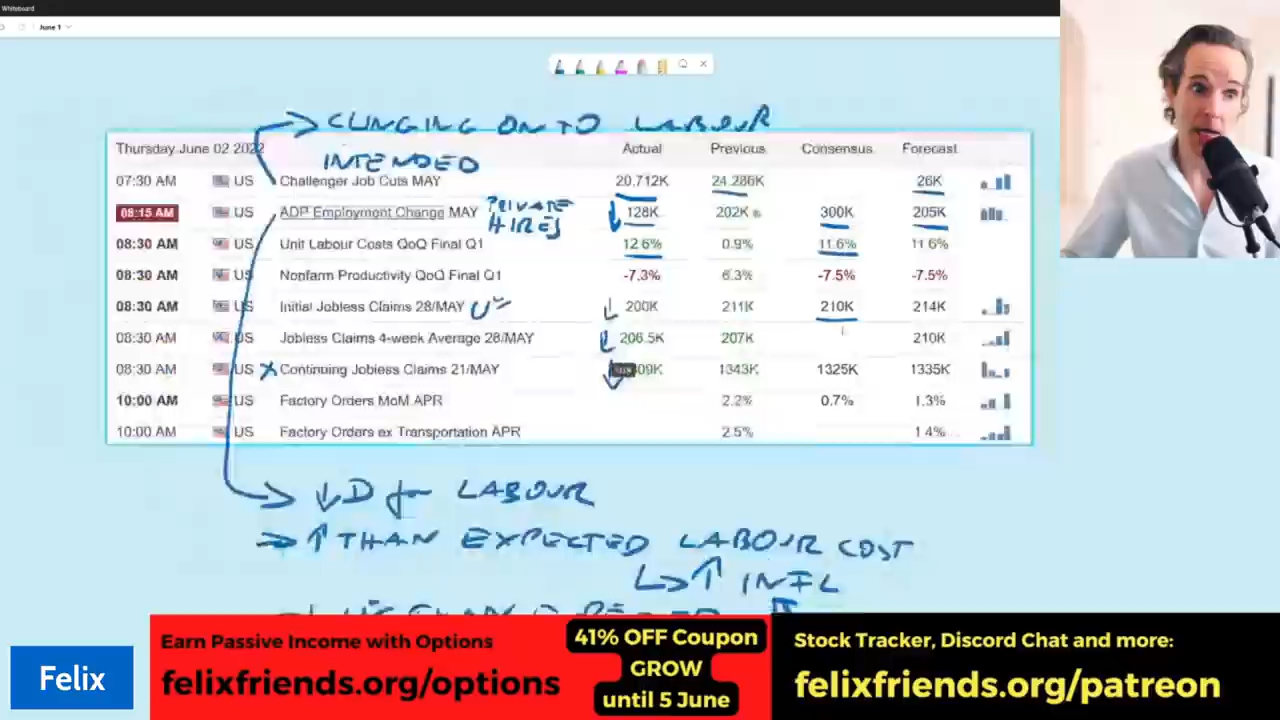 Whiteboard
June 1
CLINGING ONTO LABOUR
INTENDED
Thursday June 02 2022 Actual Previous Consensus Forecast
07:30 AM US Challenger Job Cuts MAY 20.712K 24.286K 26K
08:15 AM US ADP Employment Change MAY PRIVATE HIRES ↓ 128K 202K ® 300K 205K
08:30 AM US Unit Labour Costs QoQ Final Q1 12.6% 0.9% 11.6% 11.6%
08:30 AM US Nonfarm Productivity QoQ Final Q1 -7.3% 6.3% -7.5% -7.5%
08:30 AM US Initial Jobless Claims 28/MAY ↓ 200K 211K 210K 214K
08:30 AM US Jobless Claims 4-week Average 28/MAY ↓ 206.5K 207K 210K
08:30 AM US X Continuing Jobless Claims 21/MAY ↓ 09K 1343K 1325K 1335K
10:00 AM US Factory Orders MoM APR 2.2% 0.7% 1.3%
10:00 AM US Factory Orders ex Transportation APR 2.5% 1.4%
→ ↓ D for LABOUR
⇒ ↑ THAN EXPECTED LABOUR COST
↳ ↑ INFL
Earn Passive Income with Options
felixfriends.org/options
41% OFF Coupon
GROW
until 5 June
Stock Tracker, Discord Chat and more:
felixfriends.org/patreon
Felix